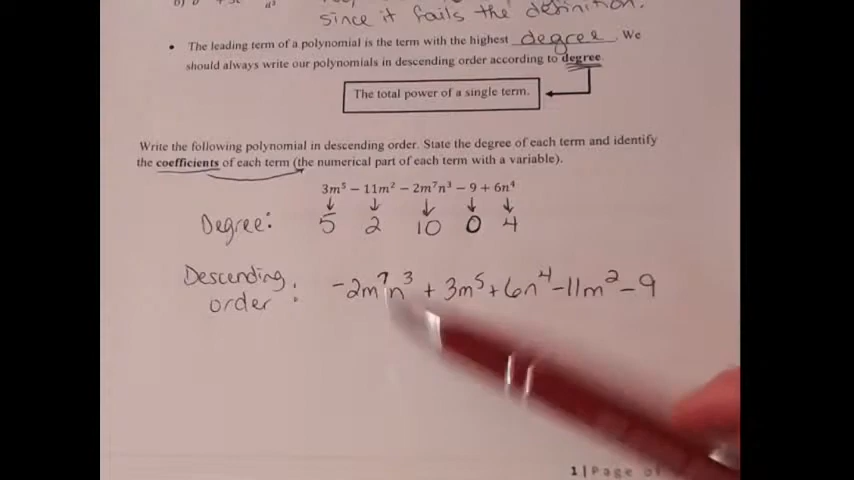 since it fails the definition.
• The leading term of a polynomial is the term with the highest degree. We
should always write our polynomials in descending order according to degree.
The total power of a single term.
Write the following polynomial in descending order. State the degree of each term and identify
the coefficients of each term (the numerical part of each term with a variable).
3m⁵ − 11m² − 2m⁷n³ − 9 + 6n⁴
Degree: 5 2 10 0 4
Descending order: -2m⁷n³ + 3m⁵ + 6n⁴ - 11m² - 9
1 | Page